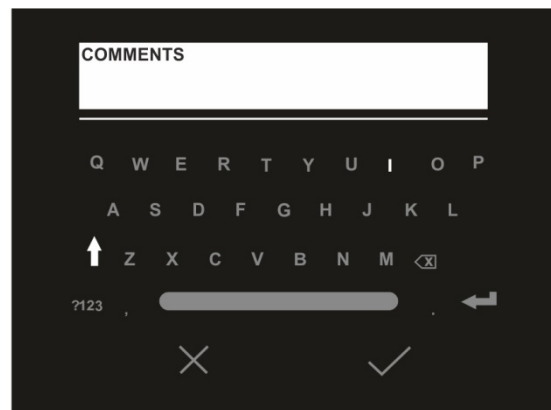 COMMENTS
Q W E R T Y U I O P
A S D F G H J K L
Z X C V B N M X
?123 , .